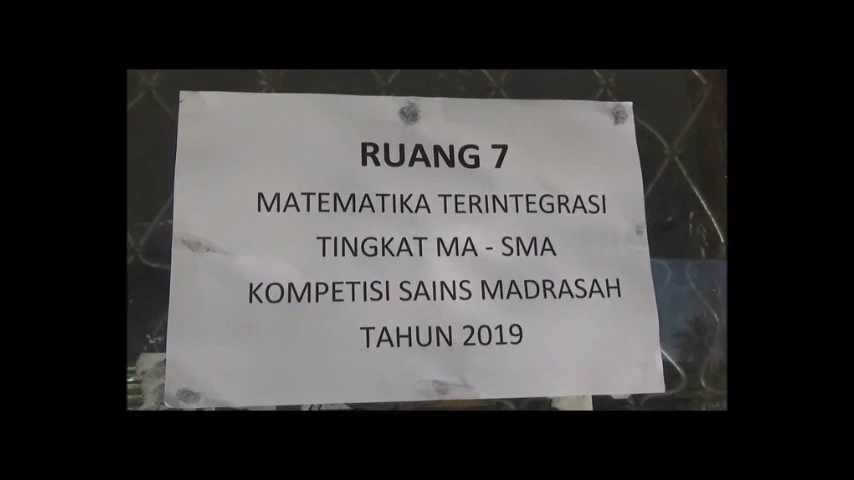 RUANG 7
MATEMATIKA TERINTEGRASI
TINGKAT MA - SMA
KOMPETISI SAINS MADRASAH
TAHUN 2019